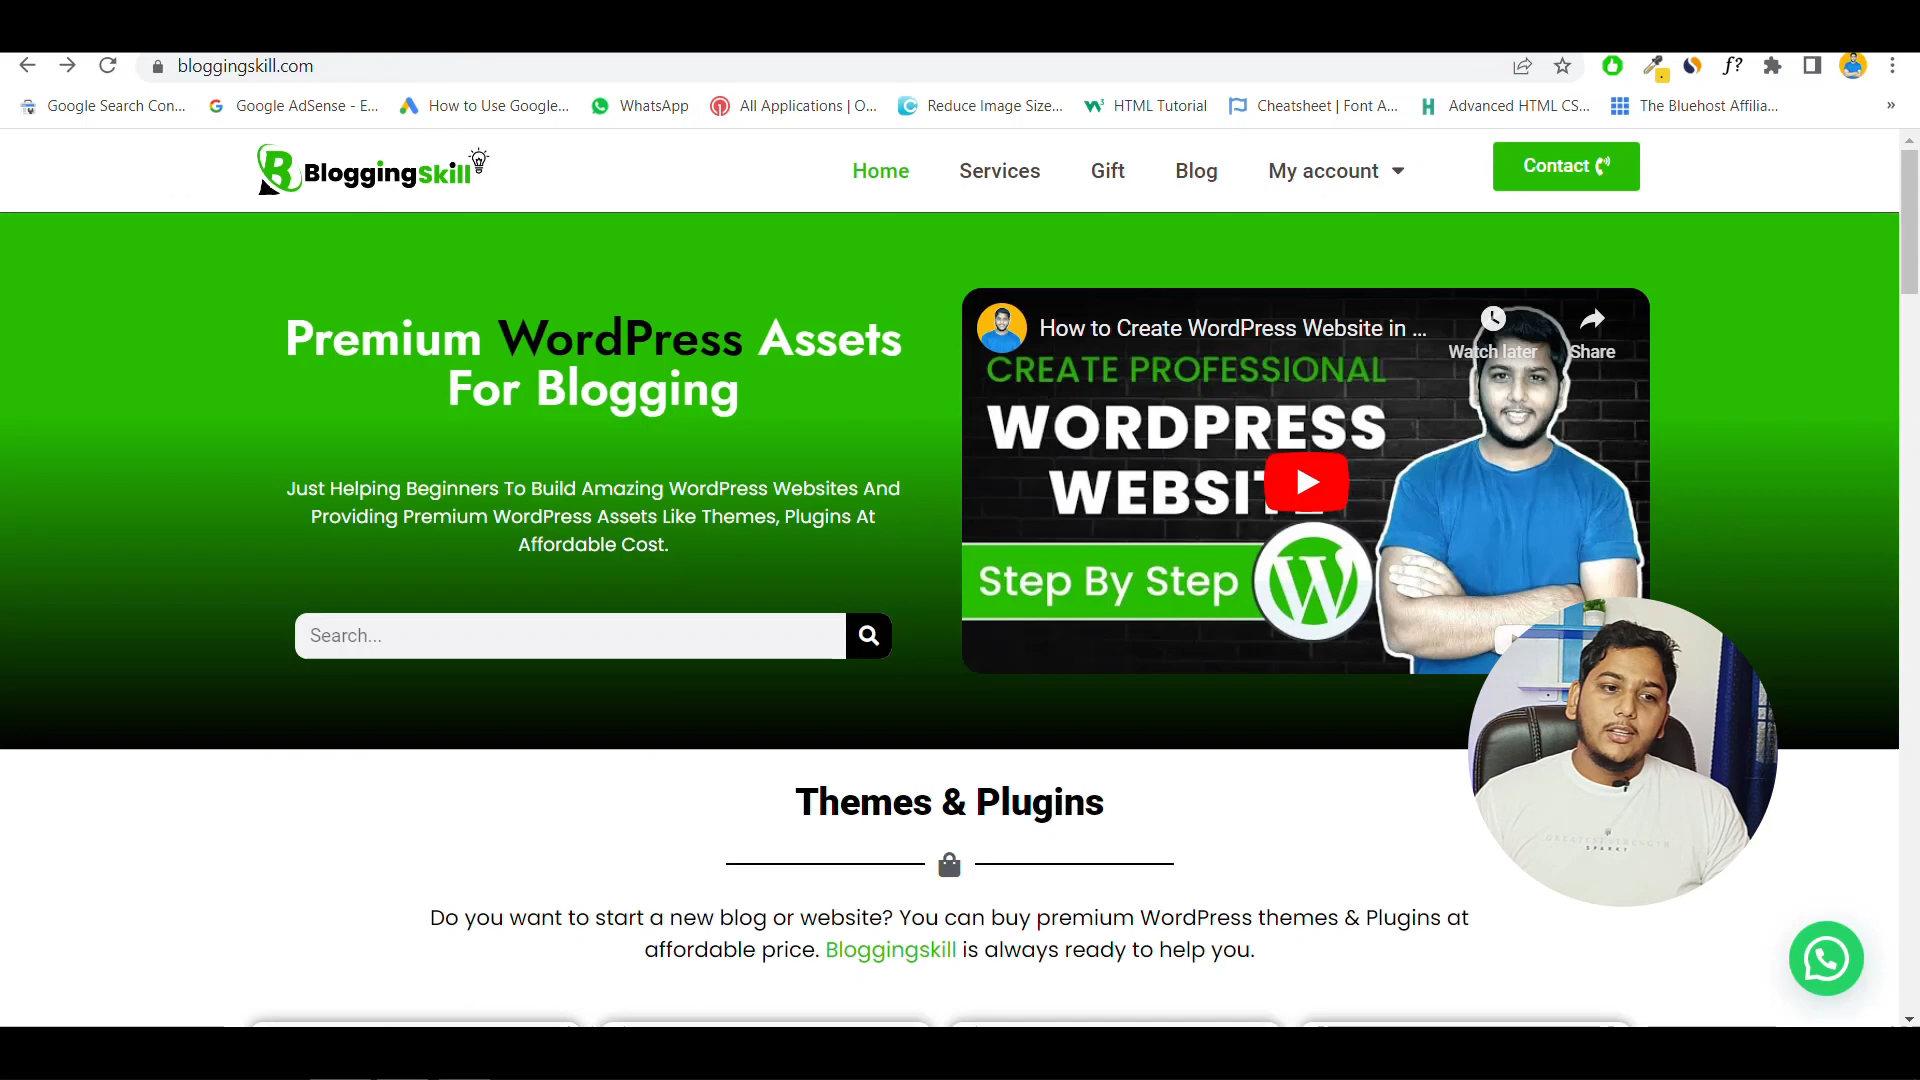 bloggingskill.com
f?
Google Search Con...
Google AdSense - E...
How to Use Google...
WhatsApp
All Applications | O...
Reduce Image Size...
HTML Tutorial
Cheatsheet | Font A...
Advanced HTML CS...
The Bluehost Affilia...
»
BloggingSkill
Home
Services
Gift
Blog
My account
Contact
Premium WordPress Assets
For Blogging
Just Helping Beginners To Build Amazing WordPress Websites And
Providing Premium WordPress Assets Like Themes, Plugins At
Affordable Cost.
Search...
How to Create WordPress Website in ...
Watch later
Share
CREATE PROFESSIONAL
WORDPRESS
WEBSITE
Step By Step
Themes & Plugins
Do you want to start a new blog or website? You can buy premium WordPress themes & Plugins at
affordable price. Bloggingskill is always ready to help you.
GREATEST STRENGTH
SPARKY